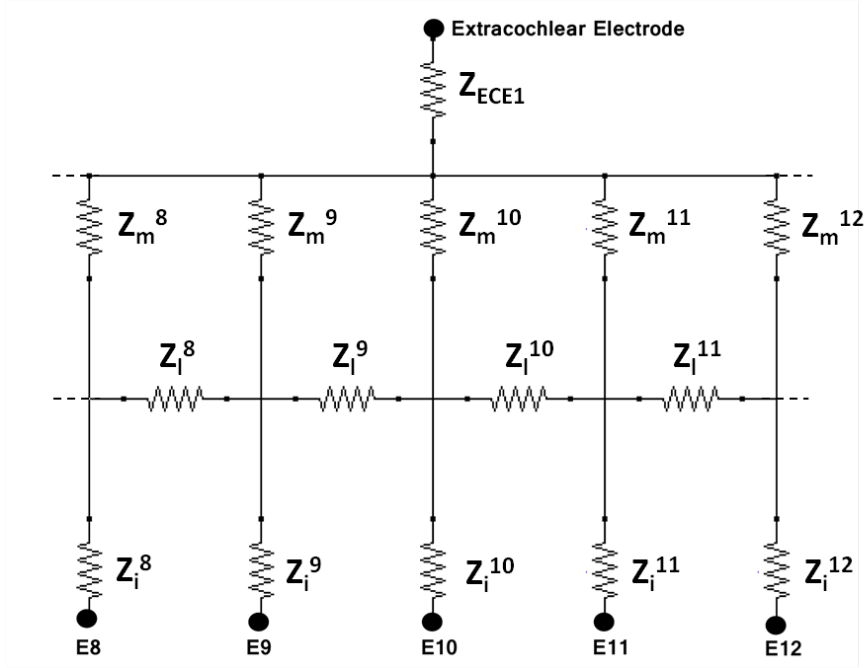 Extracochlear Electrode
Z_ECE1
Z_m^8 Z_m^9 Z_m^10 Z_m^11 Z_m^12
Z_l^8 Z_l^9 Z_l^10 Z_l^11
Z_i^8 Z_i^9 Z_i^10 Z_i^11 Z_i^12
E8 E9 E10 E11 E12